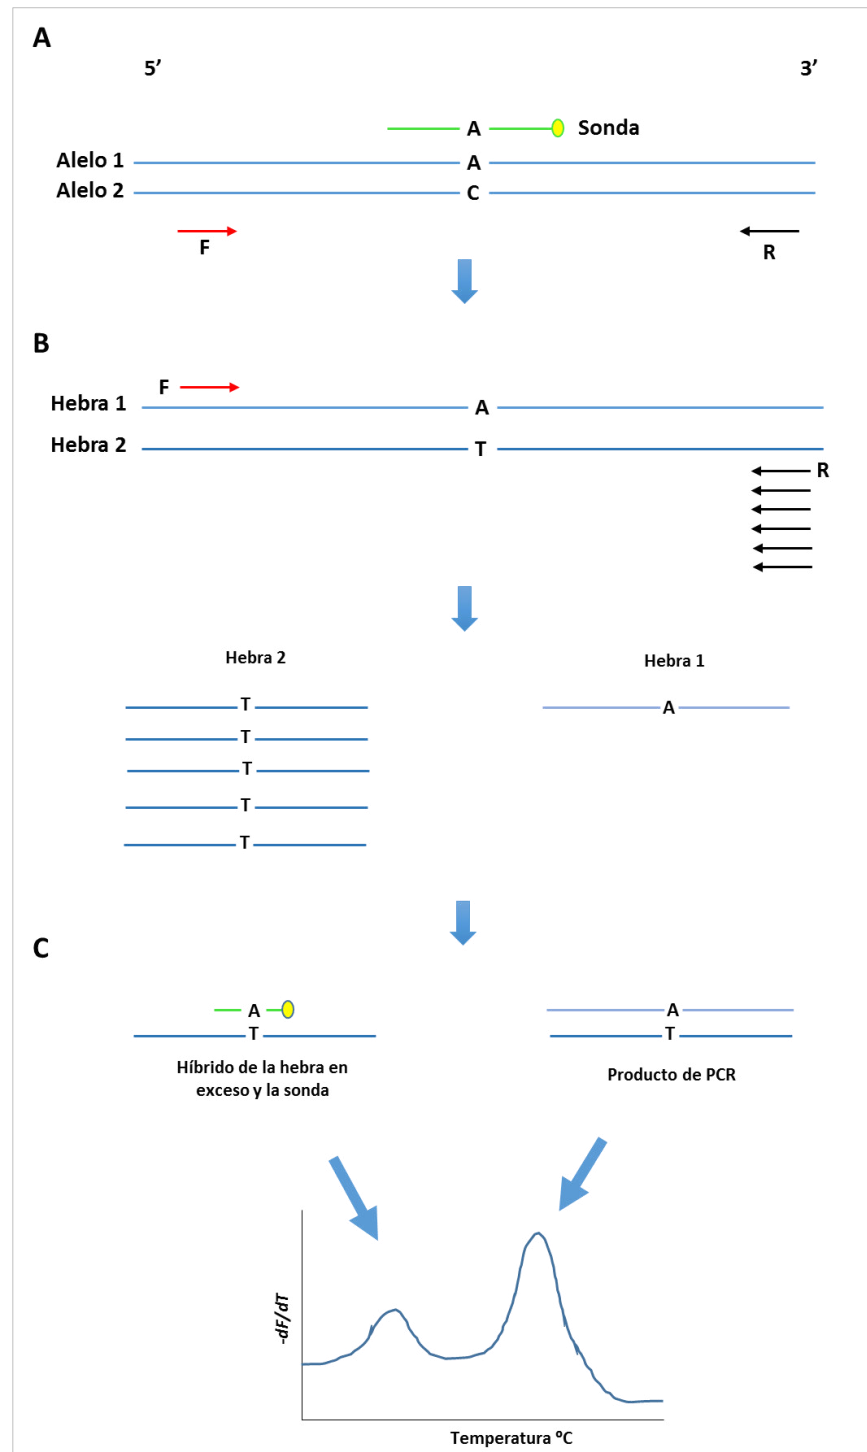 A
5’ 3’
A Sonda
Alelo 1 A
Alelo 2 C
F R
B
F
Hebra 1 A
Hebra 2 T
R
Hebra 2 Hebra 1
T A
T
T
T
T
C
A A
T T
Híbrido de la hebra en
exceso y la sonda
Producto de PCR
-dF/dT
Temperatura ºC